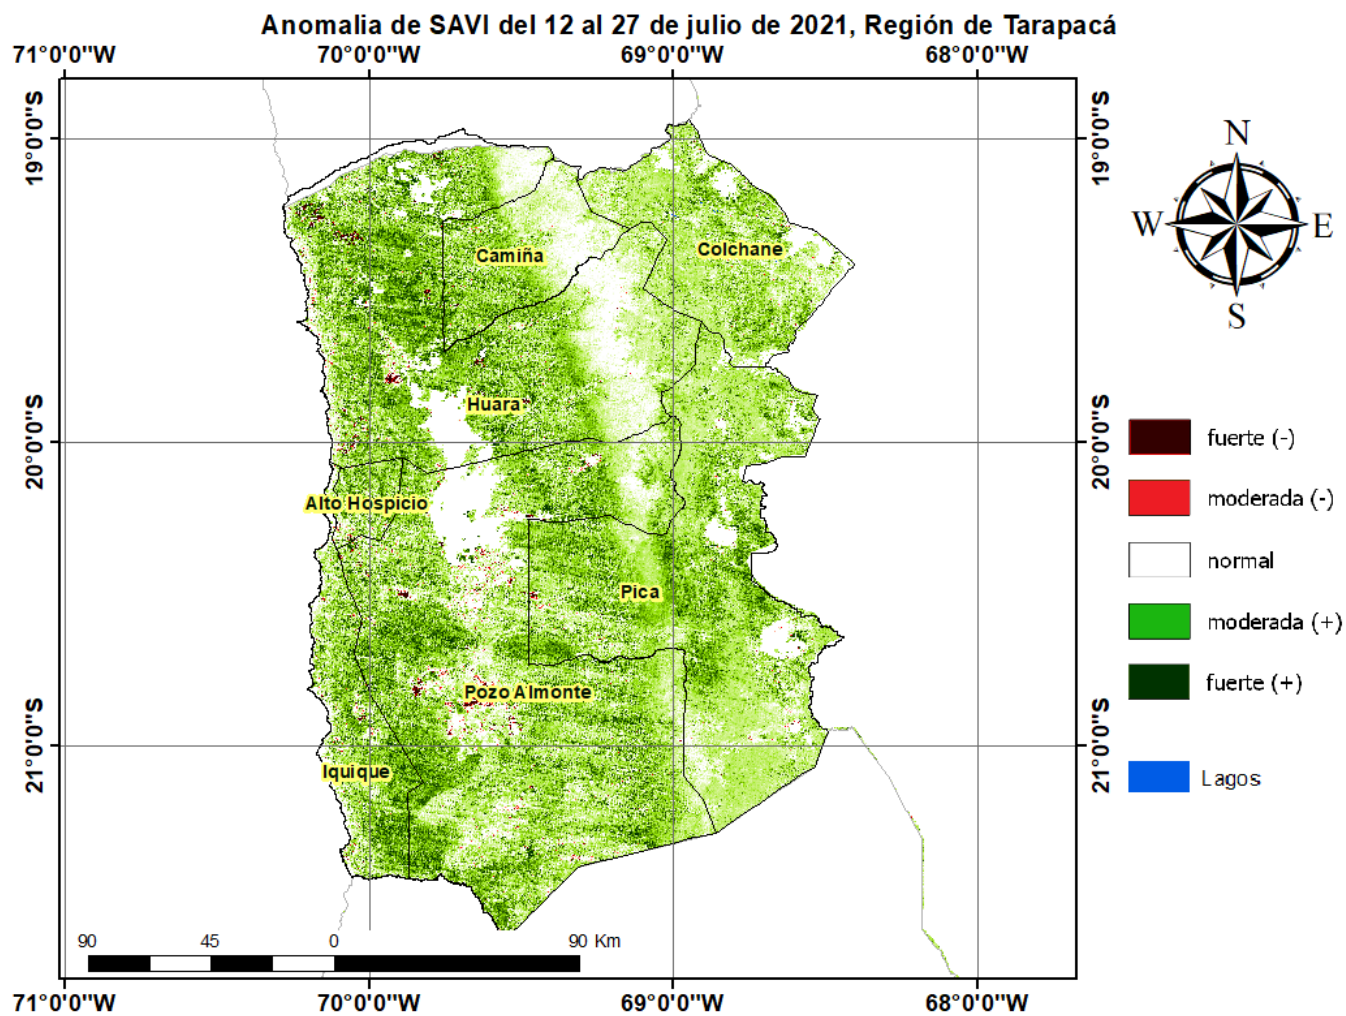 Anomalia de SAVI del 12 al 27 de julio de 2021, Región de Tarapacá
71°0'0"W 70°0'0"W 69°0'0"W 68°0'0"W
19°0'0"S 19°0'0"S
N
W E
S
Colchane
Camiña
Huara
20°0'0"S 20°0'0"S
fuerte (-)
moderada (-)
Alto Hospicio
normal
Pica
moderada (+)
fuerte (+)
Pozo Almonte
21°0'0"S 21°0'0"S
Iquique
Lagos
90 45 0 90 Km
71°0'0"W 70°0'0"W 69°0'0"W 68°0'0"W